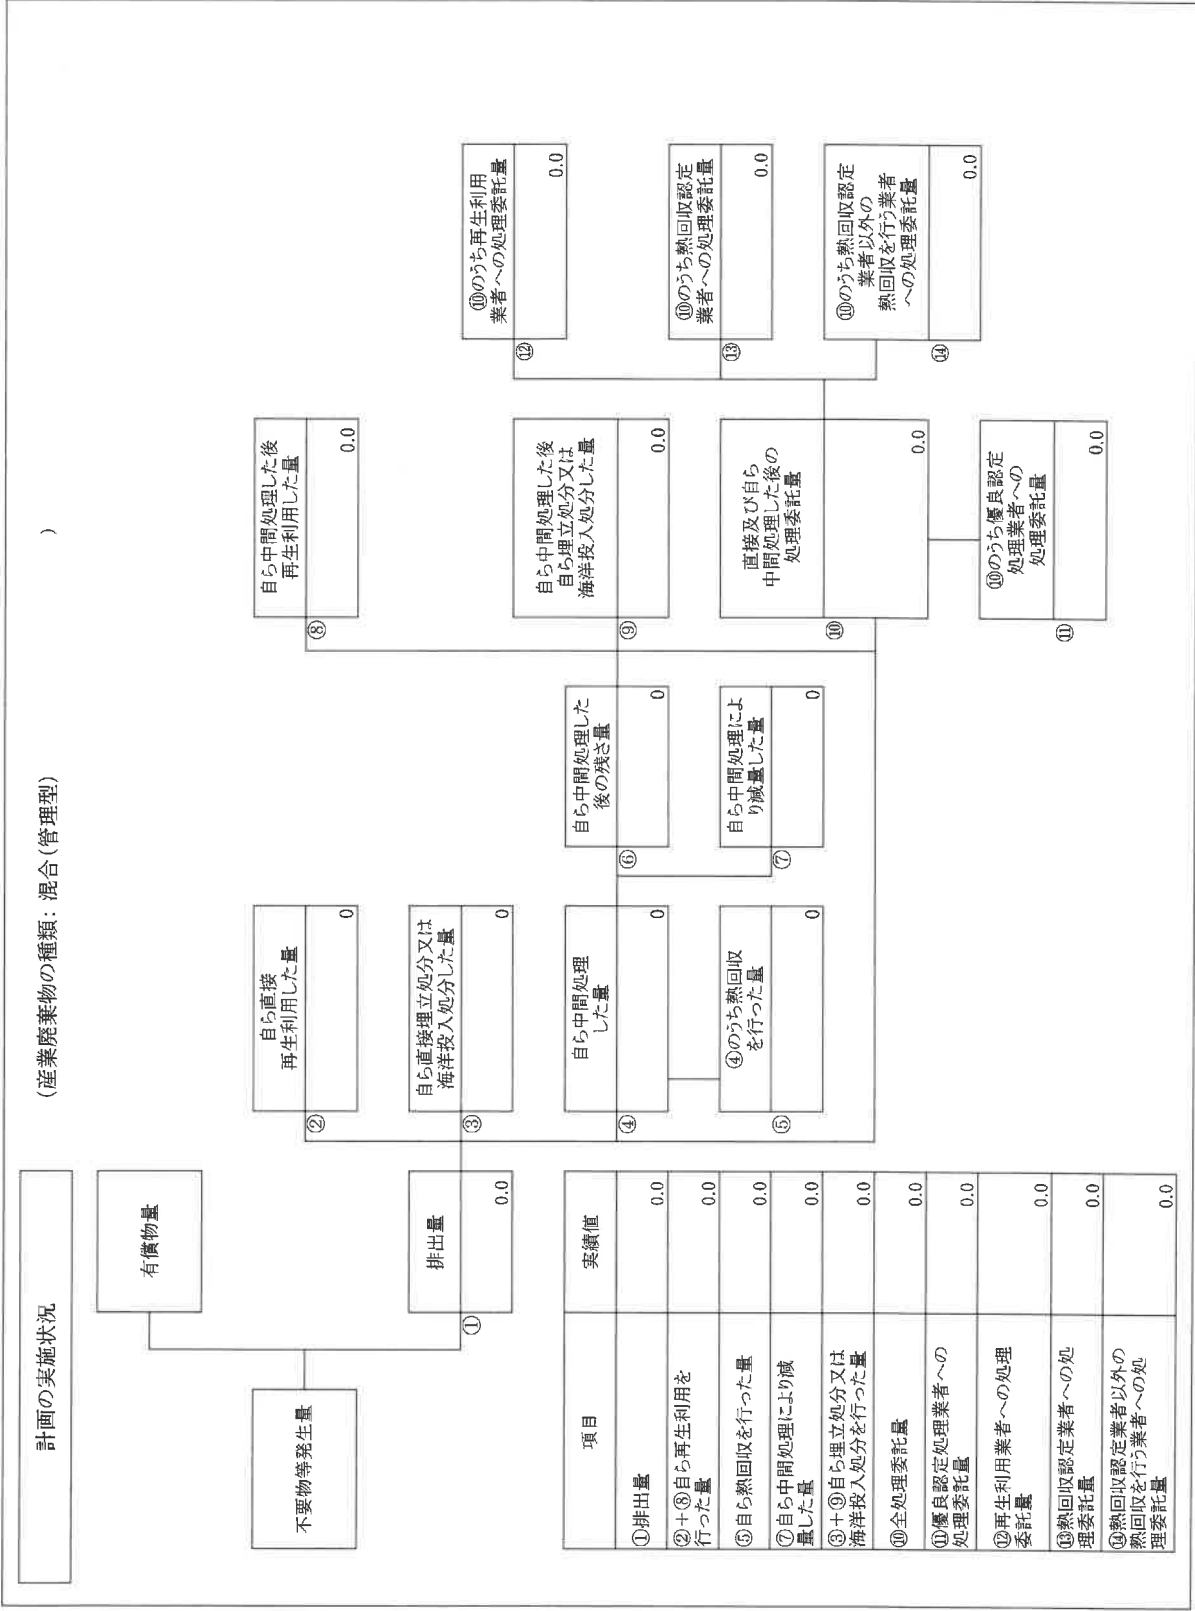 計画の実施状況
(産業廃棄物の種類: 混合(管理型) )
不要物等発生量
有償物量
①
排出量
0.0
②
自ら直接
再生利用した量
0
③
自ら直接埋立処分又は
海洋投入処分した量
0
④
自ら中間処理
した量
0
⑤
④のうち熱回収
を行った量
0
⑥
自ら中間処理した
後の残さ量
0
⑦
自ら中間処理によ
り減量した量
0
⑧
自ら中間処理した後
再生利用した量
0.0
⑨
自ら中間処理した後
自ら埋立処分又は
海洋投入処分した量
0.0
⑩
直接及び自ら
中間処理した後の
処理委託量
0.0
⑪
⑩のうち優良認定
処理業者への
処理委託量
0.0
⑫
⑩のうち再生利用
業者への処理委託量
0.0
⑬
⑩のうち熱回収認定
業者への処理委託量
0.0
⑭
⑩のうち熱回収認定
業者以外の
熱回収を行う業者
への処理委託量
0.0
項目 実績値
①排出量 0.0
②+⑧自ら再生利用を
行った量 0.0
⑤自ら熱回収を行った量 0.0
⑦自ら中間処理により減
量した量 0.0
③+⑨自ら埋立処分又は
海洋投入処分を行った量 0.0
⑩全処理委託量 0.0
⑪優良認定処理業者への
処理委託量 0.0
⑫再生利用業者への処理
委託量 0.0
⑬熱回収認定業者への処
理委託量 0.0
⑭熱回収認定業者以外の
熱回収を行う業者への処
理委託量 0.0